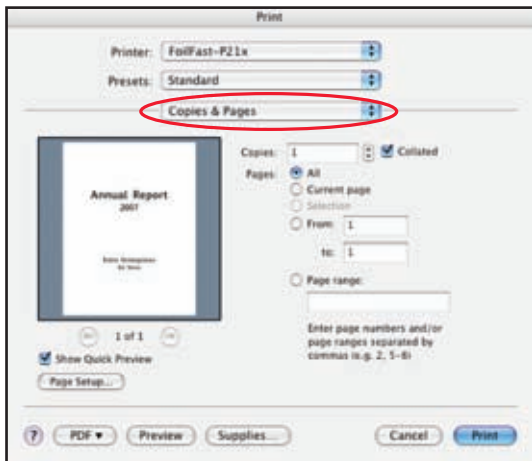 Print
Printer: FoilFast-P21x
Presets: Standard
Copies & Pages
Copies: 1 Collated
Pages: All
Current page
Selection
From: 1
to: 1
Page range:
Enter page numbers and/or
page ranges separated by
commas (e.g. 2, 5-8)
Annual Report
2007
1 of 1
Show Quick Preview
Page Setup...
? PDF ▾ Preview Supplies... Cancel Print